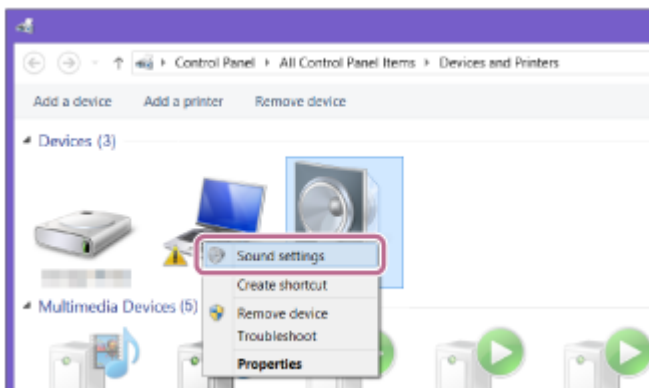 Control Panel All Control Panel Items Devices and Printers
Add a device Add a printer Remove device
Devices (3)
Sound settings
Create shortcut
Multimedia Devices (5)
Remove device
Troubleshoot
Properties